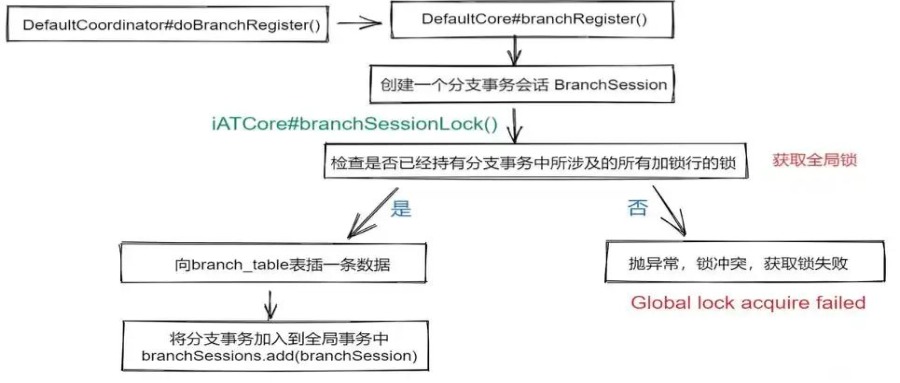 DefaultCoordinator#doBranchRegister()
DefaultCore#branchRegister()
创建一个分支事务会话 BranchSession
iATCore#branchSessionLock()
检查是否已经持有分支事务中所涉及的所有加锁行的锁
获取全局锁
是
否
向branch_table表插一条数据
抛异常，锁冲突，获取锁失败
Global lock acquire failed
将分支事务加入到全局事务中
branchSessions.add(branchSession)